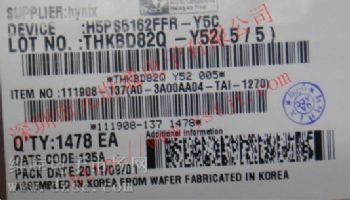 SUPPLIER:hynix
DEVICE :H5PS5162FFR-Y5C
LOT NO.:THKBD82Q -Y52(5/5)
*THKBD82Q Y52 005*
ITEM NO :111908-137(A0-3A00AA04-TAI-1270)
*111908-137 1478*
Additional Information
Q'TY:1478 EA
DATE CODE:135A
PACK DATE:2011/09/01
ASSEMBLED IN KOREA FROM WAFER FABRICATED IN KOREA